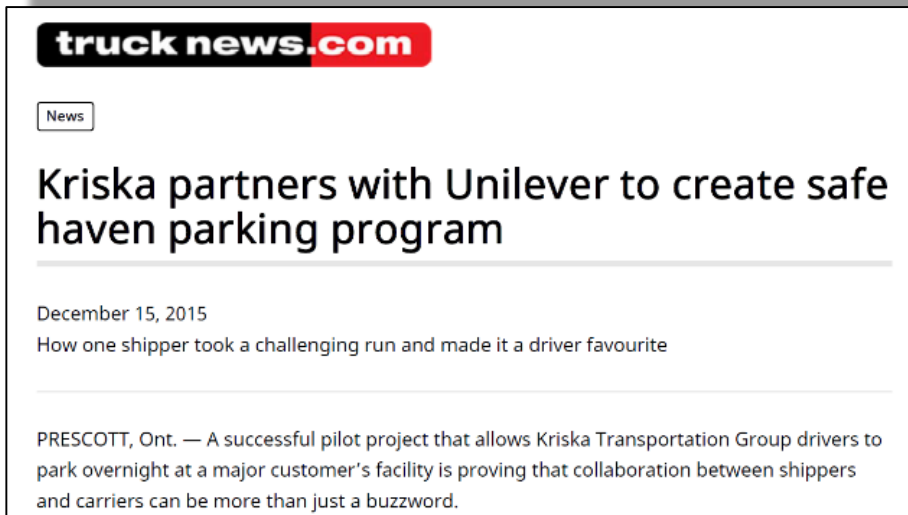 truck news.com
News
Kriska partners with Unilever to create safe
haven parking program
December 15, 2015
How one shipper took a challenging run and made it a driver favourite
PRESCOTT, Ont. — A successful pilot project that allows Kriska Transportation Group drivers to
park overnight at a major customer’s facility is proving that collaboration between shippers
and carriers can be more than just a buzzword.